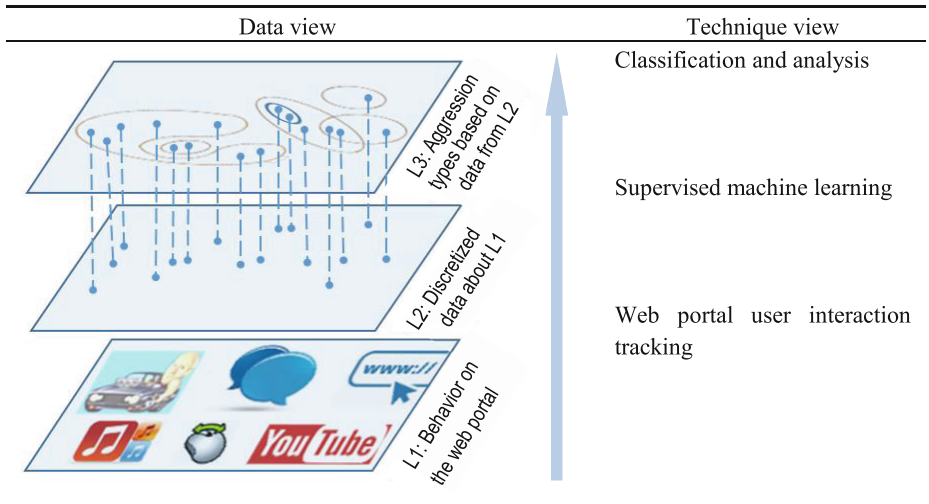 Data view
Technique view
Classification and analysis
L3: Aggression
types based on
data from L2
Supervised machine learning
L2: Discretized
data about L1
Web portal user interaction
tracking
www://
YouTube
L1: Behavior on
the web portal